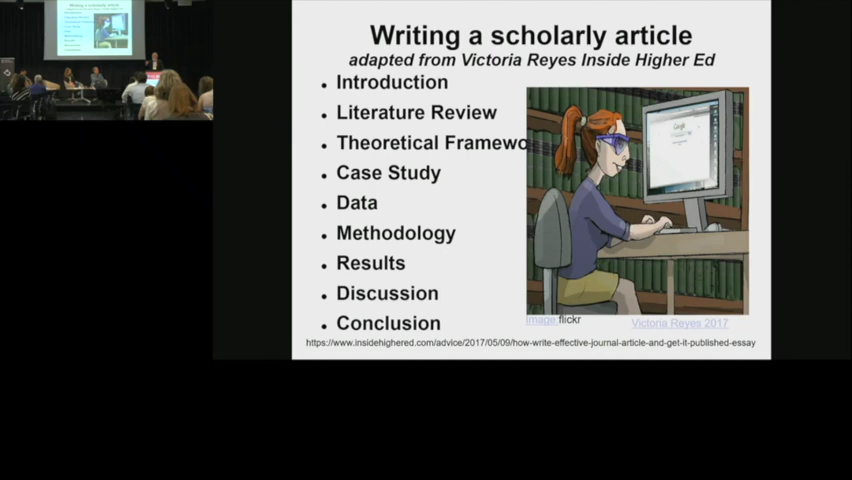 Writing a scholarly article
adapted from Victoria Reyes Inside Higher Ed
• Introduction
• Literature Review
• Theoretical Framewo
• Case Study
• Data
• Methodology
• Results
• Discussion
• Conclusion
Google
Image flickr
Victoria Reyes 2017
https://www.insidehighered.com/advice/2017/05/09/how-write-effective-journal-article-and-get-it-published-essay